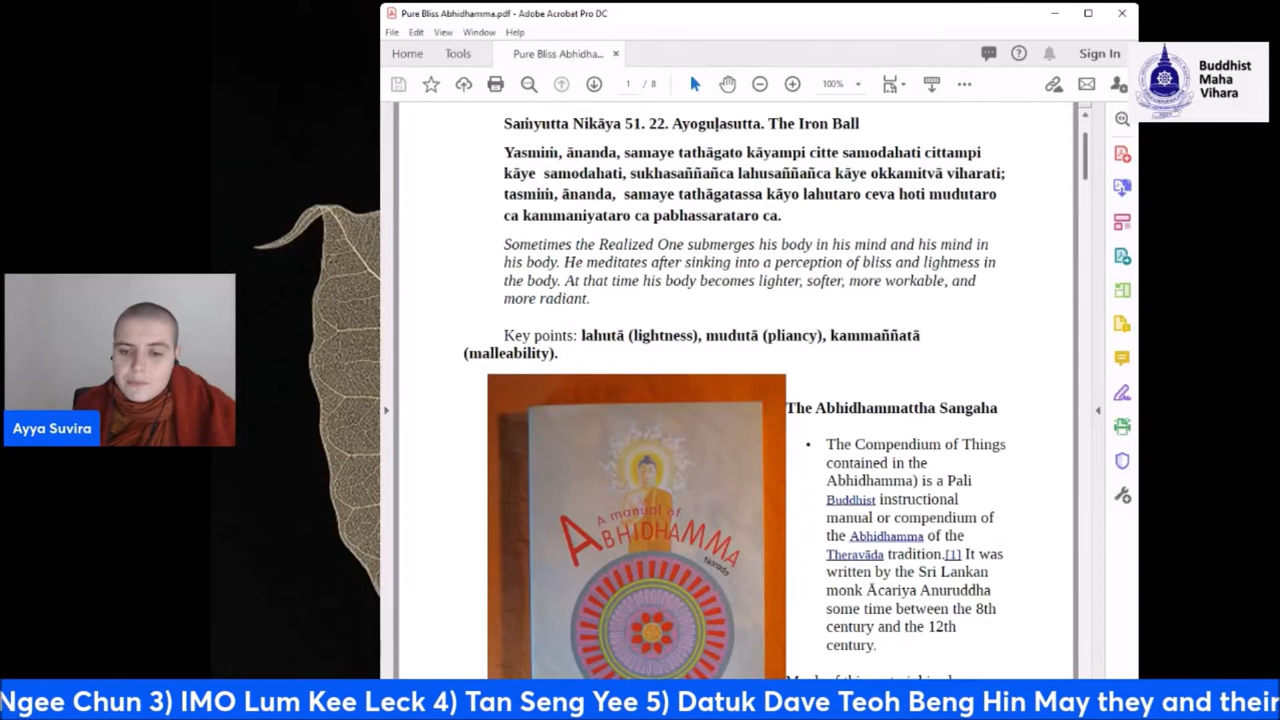 Pure Bliss Abhidhamma.pdf - Adobe Acrobat Pro DC
File Edit View Window Help
Home Tools Pure Bliss Abhidha... × Sign In
1 / 8 100%
Buddhist
Maha
Vihara
Saṁyutta Nikāya 51. 22. Ayoguḷasutta. The Iron Ball
Yasmiṁ, ānanda, samaye tathāgato kāyampi citte samodahati cittampi
kāye samodahati, sukhasaññañca lahusaññañca kāye okkamitvā viharati;
tasmiṁ, ānanda, samaye tathāgatassa kāyo lahutaro ceva hoti mudutaro
ca kammaniyataro ca pabhassarataro ca.
Sometimes the Realized One submerges his body in his mind and his mind in
his body. He meditates after sinking into a perception of bliss and lightness in
the body. At that time his body becomes lighter, softer, more workable, and
more radiant.
Key points: lahutā (lightness), mudutā (pliancy), kammaññatā
(malleability).
A manual of
ABHIDHAMMA
Narada
The Abhidhammattha Sangaha
• The Compendium of Things
contained in the
Abhidhamma) is a Pali
Buddhist instructional
manual or compendium of
the Abhidhamma of the
Theravāda tradition.[1] It was
written by the Sri Lankan
monk Ācariya Anuruddha
some time between the 8th
century and the 12th
century.
Ayya Suvira
Ngee Chun 3) IMO Lum Kee Leck 4) Tan Seng Yee 5) Datuk Dave Teoh Beng Hin May they and their